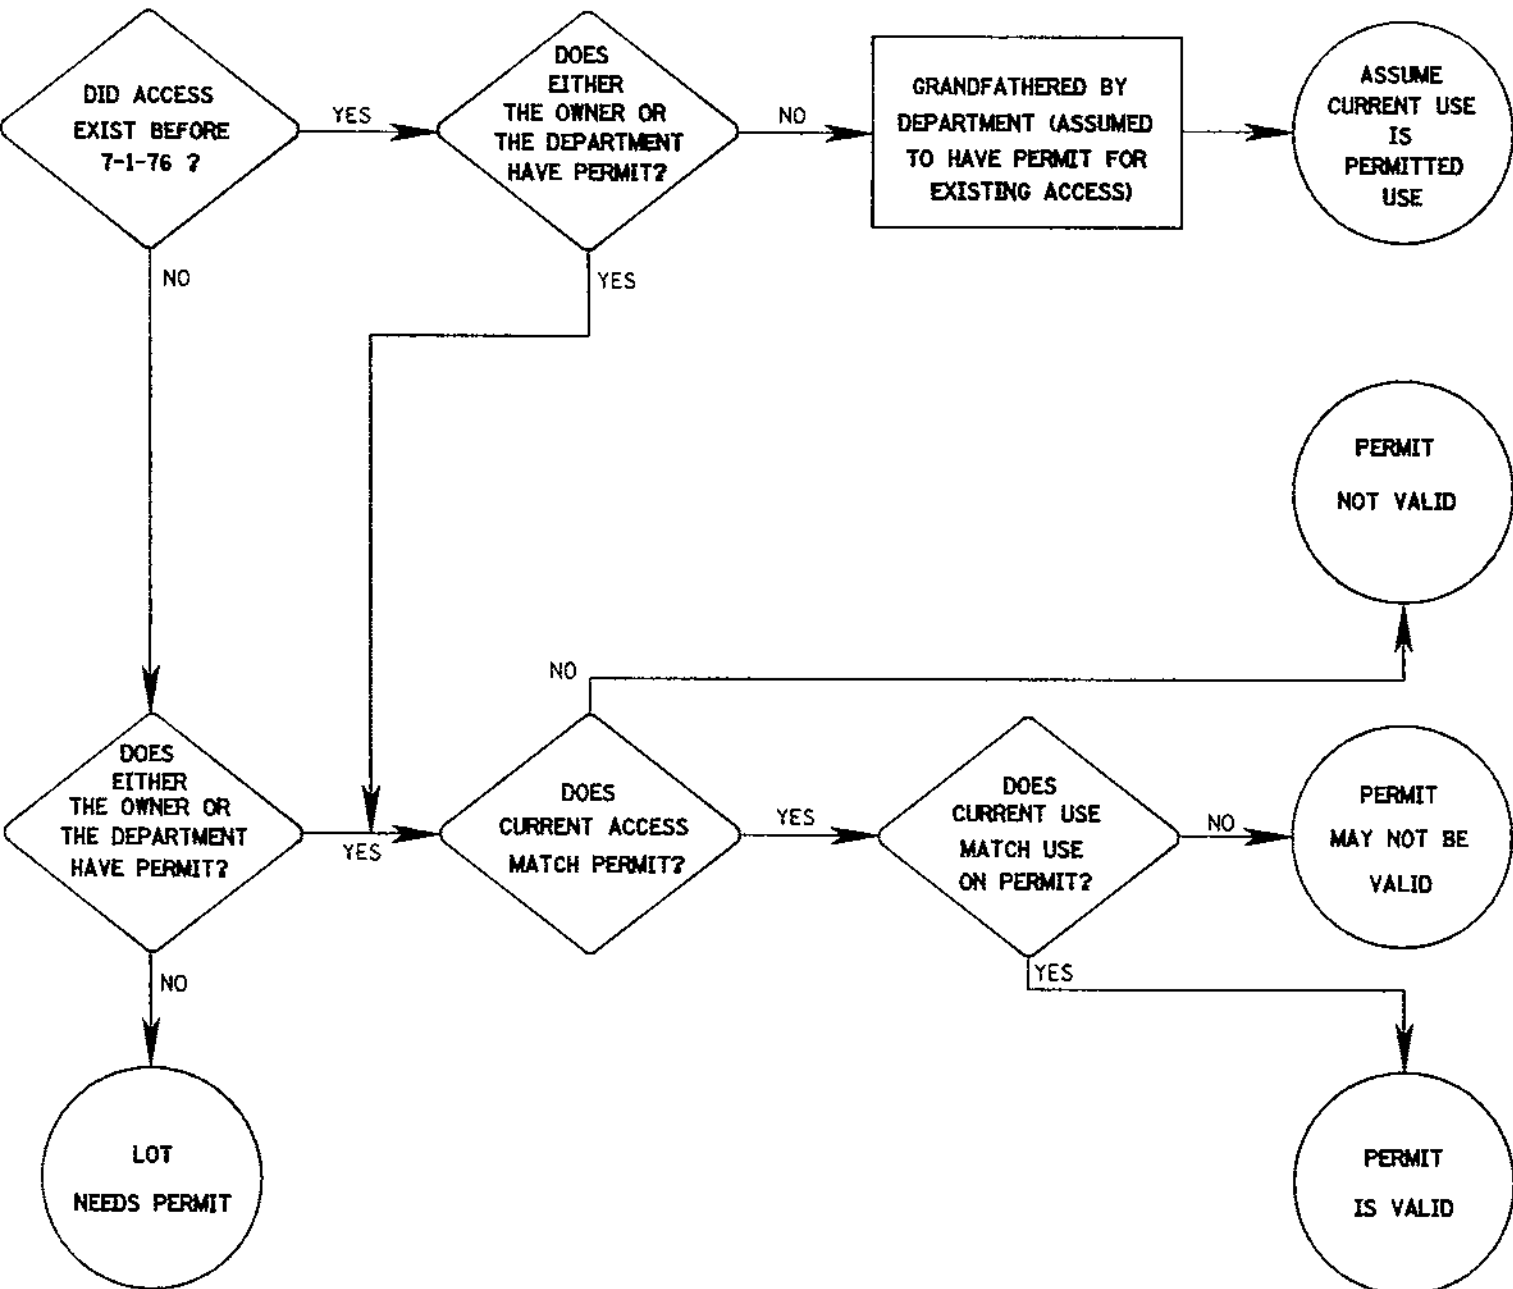 DID ACCESS
EXIST BEFORE
7-1-76 ?
YES
DOES
EITHER
THE OWNER OR
THE DEPARTMENT
HAVE PERMIT?
NO
GRANDFATHERED BY
DEPARTMENT (ASSUMED
TO HAVE PERMIT FOR
EXISTING ACCESS)
ASSUME
CURRENT USE
IS
PERMITTED
USE
NO
YES
PERMIT
NOT VALID
NO
DOES
EITHER
THE OWNER OR
THE DEPARTMENT
HAVE PERMIT?
YES
DOES
CURRENT ACCESS
MATCH PERMIT?
YES
DOES
CURRENT USE
MATCH USE
ON PERMIT?
NO
PERMIT
MAY NOT BE
VALID
NO
YES
LOT
NEEDS PERMIT
PERMIT
IS VALID